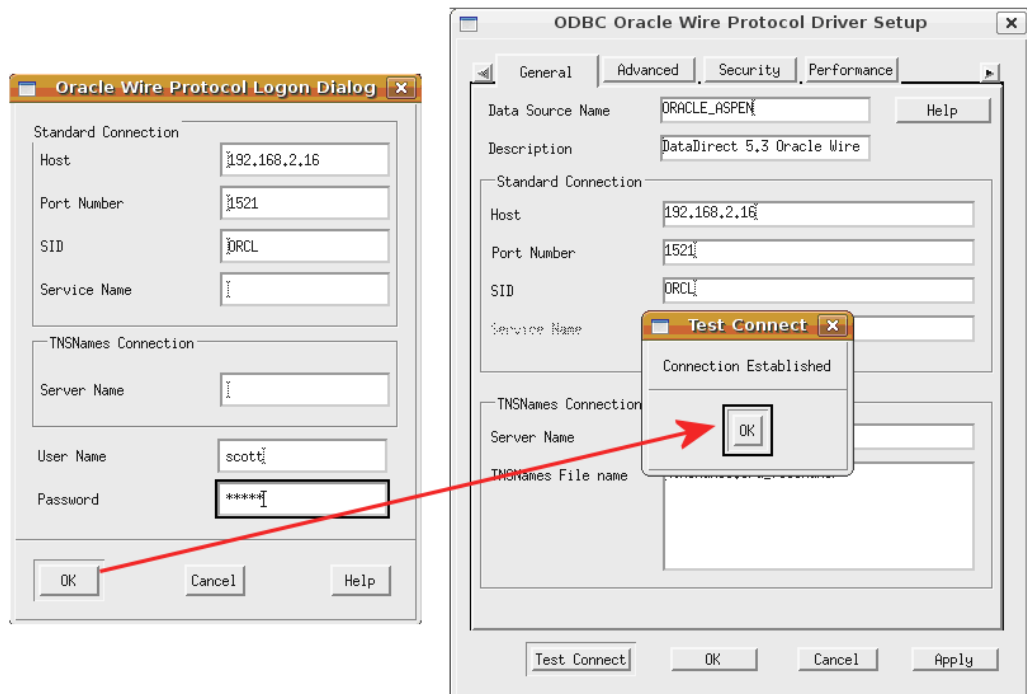 Oracle Wire Protocol Logon Dialog
Standard Connection
Host 192.168.2.16
Port Number 1521
SID ORCL
Service Name
TNSNames Connection
Server Name
User Name scott
Password *****
OK Cancel Help
ODBC Oracle Wire Protocol Driver Setup
General Advanced Security Performance
Data Source Name ORACLE_ASPEN Help
Description DataDirect 5.3 Oracle Wire
Standard Connection
Host 192.168.2.16
Port Number 1521
SID ORCL
Service Name
TNSNames Connection
Server Name
TNSNames File name
Test Connect
Connection Established
OK
Test Connect OK Cancel Apply